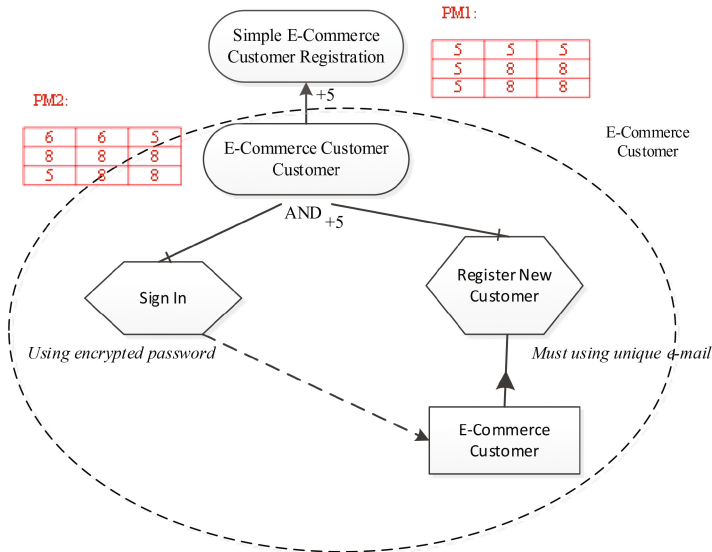 PM1:
Simple E-Commerce
Customer Registration
5 5 5
5 8 8
5 8 8
+5
PM2:
6 6 5
8 8 8
5 8 8
E-Commerce
Customer
E-Commerce Customer
Customer
AND
+5
Sign In
Register New
Customer
Using encrypted password
Must using unique e-mail
E-Commerce
Customer